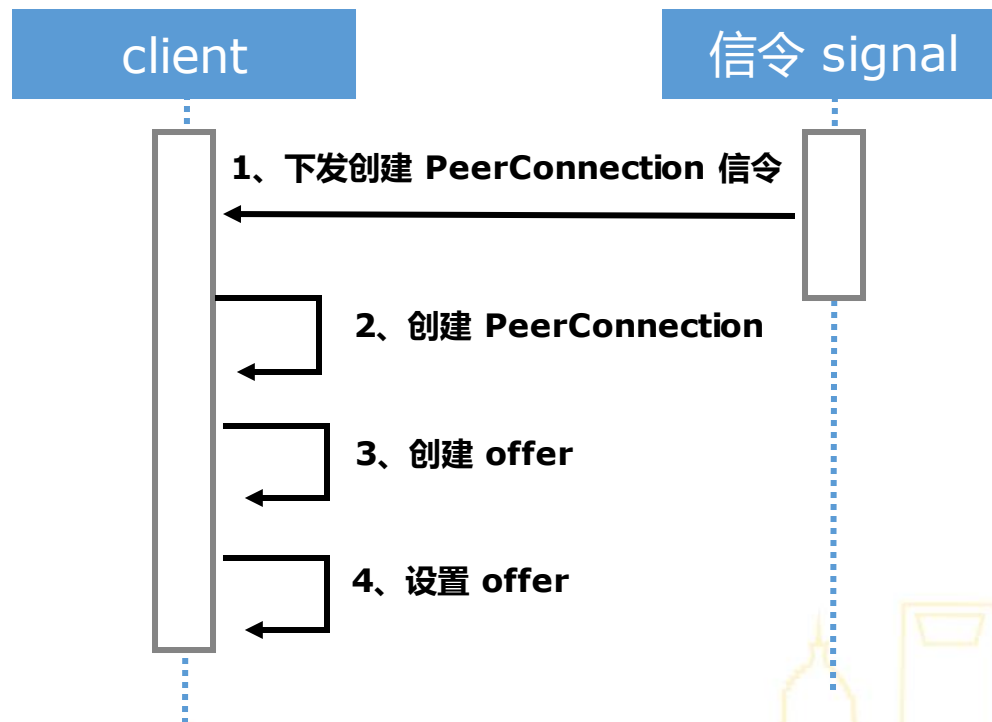 client
信令 signal
1、下发创建 PeerConnection 信令
2、创建 PeerConnection
3、创建 offer
4、设置 offer